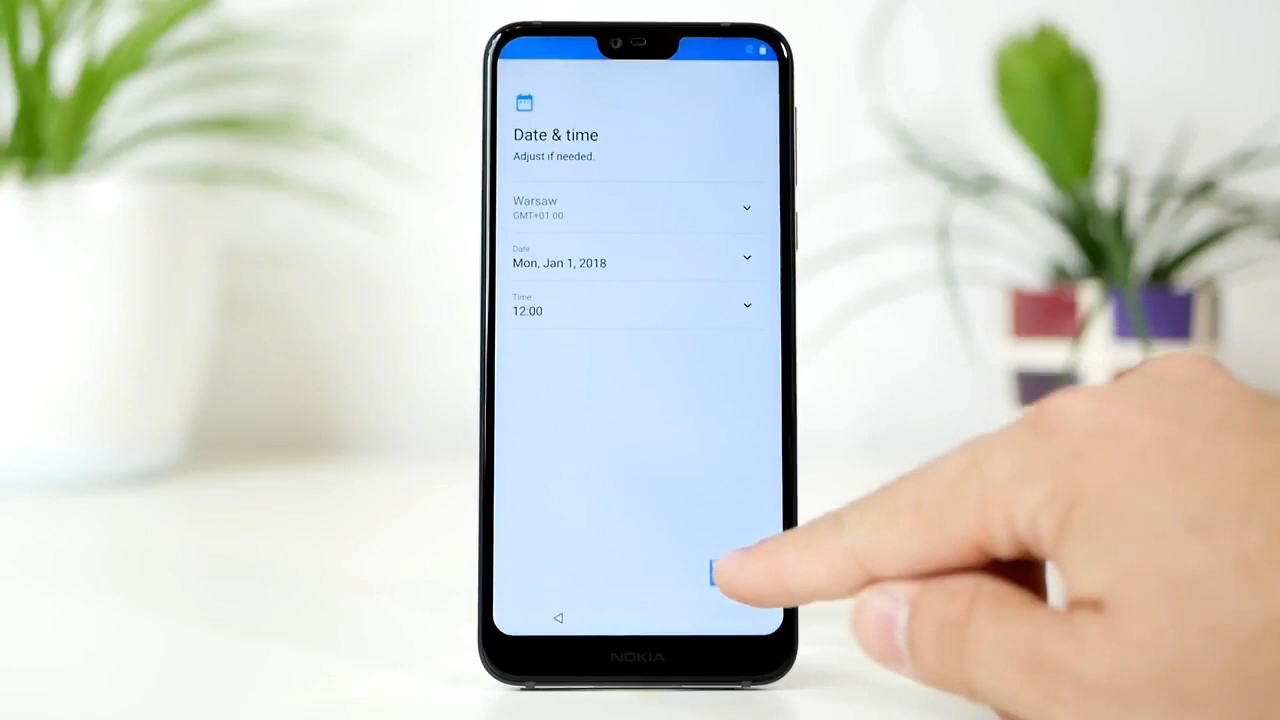 Date & time
Adjust if needed.
Warsaw
GMT+01:00
Date
Mon, Jan 1, 2018
Time
12:00
NOKIA